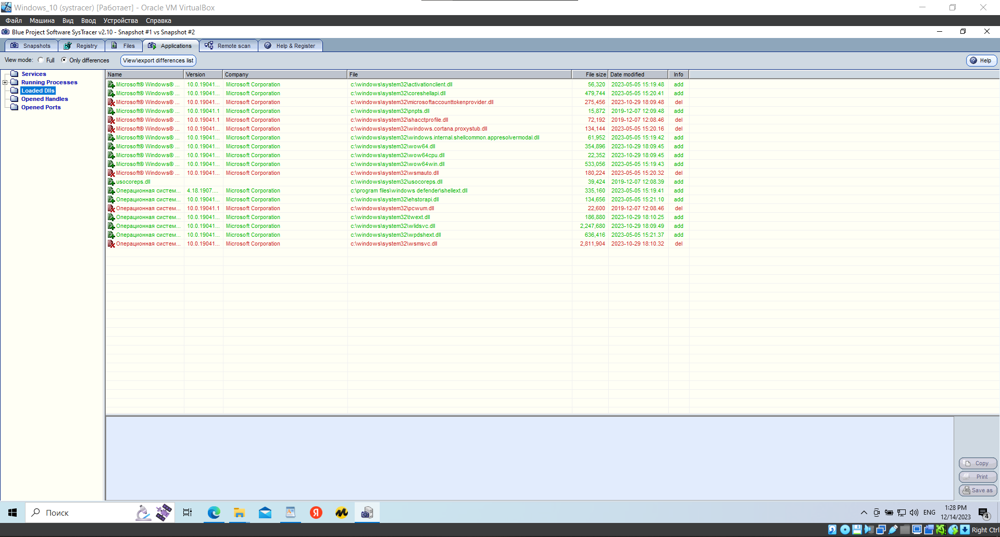 Windows_10 (systracer) [Работает] - Oracle VM VirtualBox
Файл Машина Вид Ввод Устройства Справка
Blue Project Software SysTracer v2.10 - Snapshot #1 vs Snapshot #2
Snapshots Registry Files Applications Remote scan Help & Register
View mode: Full Only differences View\export differences list Help
Services
Running Processes
Loaded Dlls
Opened Handles
Opened Ports
Name Version Company File File size Date modified Info
Microsoft® Windows® ... 10.0.19041... Microsoft Corporation c:\windows\system32\activationclient.dll 56,320 2023-05-05 15:19.48 add
Microsoft® Windows® ... 10.0.19041... Microsoft Corporation c:\windows\system32\coreshellapi.dll 479,744 2023-05-05 15:20.41 add
Microsoft® Windows® ... 10.0.19041... Microsoft Corporation c:\windows\system32\microsoftaccounttokenprovider.dll 275,456 2023-10-29 18:09.48 del
Microsoft® Windows® ... 10.0.19041.1 Microsoft Corporation c:\windows\system32\pnpts.dll 15,872 2019-12-07 12:09.48 add
Microsoft® Windows® ... 10.0.19041.1 Microsoft Corporation c:\windows\system32\shacctprofile.dll 72,192 2019-12-07 12:08.46 del
Microsoft® Windows® ... 10.0.19041... Microsoft Corporation c:\windows\system32\windows.cortana.proxystub.dll 134,144 2023-05-05 15:20.16 del
Microsoft® Windows® ... 10.0.19041... Microsoft Corporation c:\windows\system32\windows.internal.shellcommon.appresolvermodal.dll 61,952 2023-05-05 15:19.42 add
Microsoft® Windows® ... 10.0.19041... Microsoft Corporation c:\windows\system32\wow64.dll 354,896 2023-10-29 18:09.45 add
Microsoft® Windows® ... 10.0.19041... Microsoft Corporation c:\windows\system32\wow64cpu.dll 22,352 2023-10-29 18:09.45 add
Microsoft® Windows® ... 10.0.19041... Microsoft Corporation c:\windows\system32\wow64win.dll 533,056 2023-05-05 15:19.43 add
Microsoft® Windows® ... 10.0.19041... Microsoft Corporation c:\windows\system32\wsmauto.dll 180,224 2023-05-05 15:20.32 del
usocoreps.dll c:\windows\system32\usocoreps.dll 39,424 2019-12-07 12:08.39 add
Операционная систем... 4.18.1907.... Microsoft Corporation c:\program files\windows defender\shellext.dll 335,160 2023-05-05 15:19.41 add
Операционная систем... 10.0.19041... Microsoft Corporation c:\windows\system32\ehstorapi.dll 134,656 2023-05-05 15:21.10 add
Операционная систем... 10.0.19041.1 Microsoft Corporation c:\windows\system32\pcwum.dll 22,600 2019-12-07 12:08.46 del
Операционная систем... 10.0.19041... Microsoft Corporation c:\windows\system32\twext.dll 186,880 2023-10-29 18:10.25 add
Операционная систем... 10.0.19041... Microsoft Corporation c:\windows\system32\wlidsvc.dll 2,247,680 2023-10-29 18:09.49 add
Операционная систем... 10.0.19041... Microsoft Corporation c:\windows\system32\wpdshext.dll 636,416 2023-05-05 15:21.37 add
Операционная систем... 10.0.19041... Microsoft Corporation c:\windows\system32\wsmsvc.dll 2,811,904 2023-10-29 18:10.32 del
Copy
Print
Save as
Поиск
Я
ENG
1:28 PM
12/14/2023
4
Right Ctrl